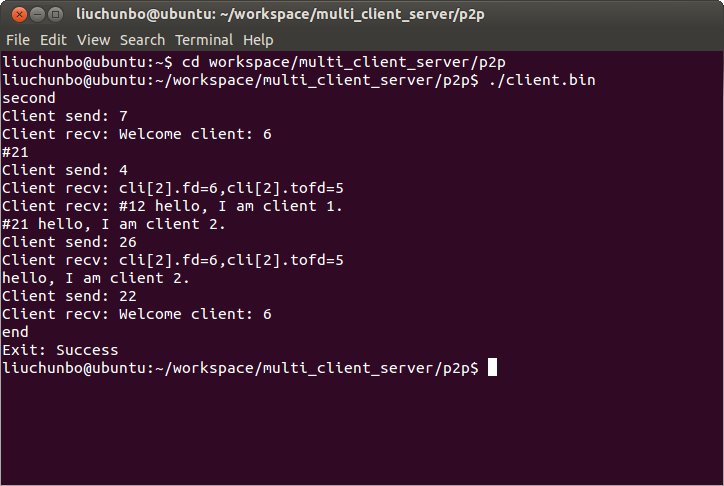 liuchunbo@ubuntu: ~/workspace/multi_client_server/p2p
File Edit View Search Terminal Help
liuchunbo@ubuntu:~$ cd workspace/multi_client_server/p2p
liuchunbo@ubuntu:~/workspace/multi_client_server/p2p$ ./client.bin
second
Client send: 7
Client recv: Welcome client: 6
#21
Client send: 4
Client recv: cli[2].fd=6,cli[2].tofd=5
Client recv: #12 hello, I am client 1.
#21 hello, I am client 2.
Client send: 26
Client recv: cli[2].fd=6,cli[2].tofd=5
hello, I am client 2.
Client send: 22
Client recv: Welcome client: 6
end
Exit: Success
liuchunbo@ubuntu:~/workspace/multi_client_server/p2p$